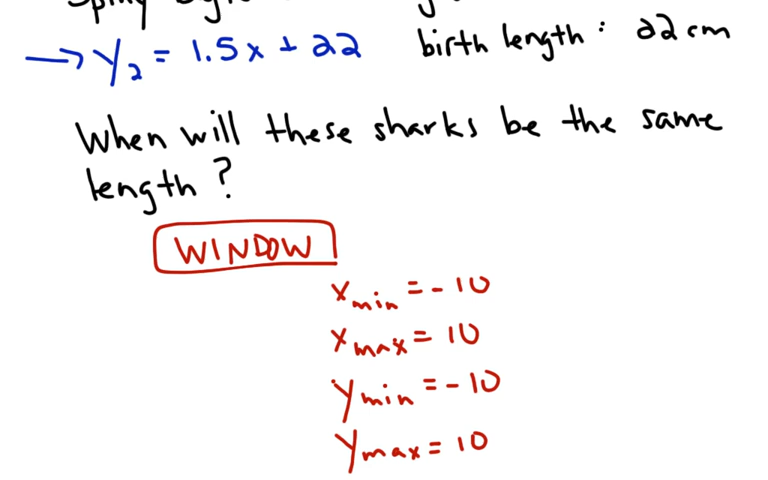 → y₂ = 1.5x + 22
birth length : 22 cm
When will these sharks be the same
length ?
WINDOW
xmin = - 10
xmax = 10
ymin = - 10
ymax = 10